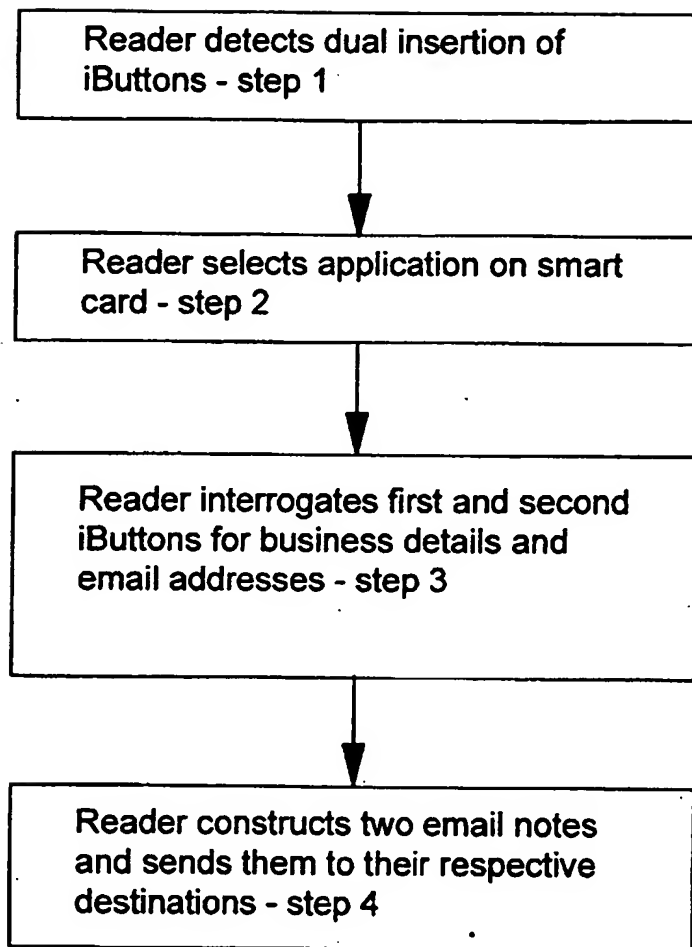 Reader detects dual insertion of
iButtons - step 1
Reader selects application on smart
card - step 2
Reader interrogates first and second
iButtons for business details and
email addresses - step 3
Reader constructs two email notes
and sends them to their respective
destinations - step 4